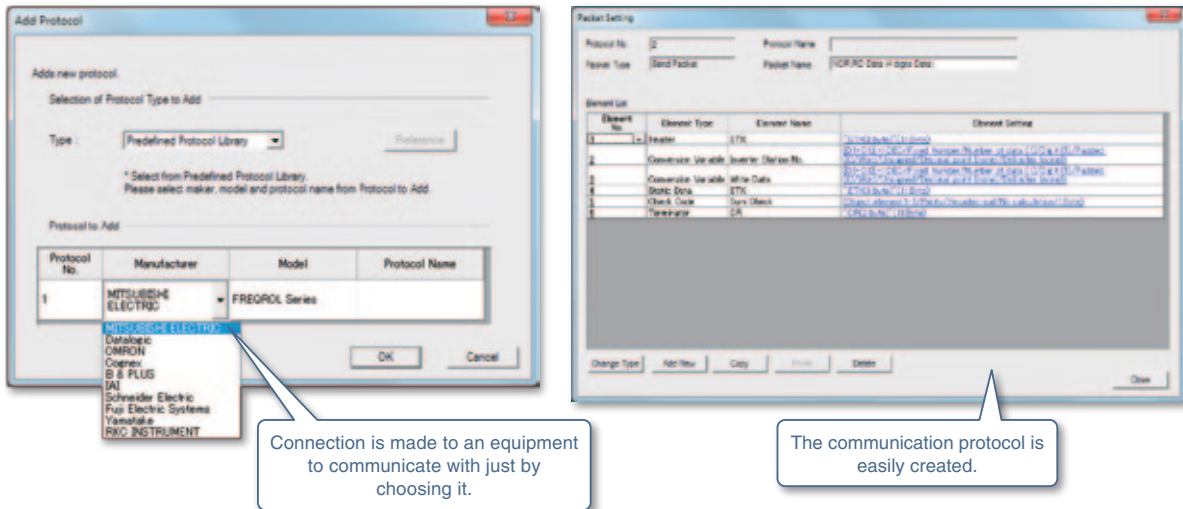 Add Protocol
Adds new protocol.
Selection of Protocol Type to Add
Type :
Predefined Protocol Library
Reference
* Select from Predefined Protocol Library.
Please select maker, model and protocol name from Protocol to Add.
Protocol to Add
Protocol No. Manufacturer Model Protocol Name
1 MITSUBISHI ELECTRIC FREQROL Series
MITSUBISHI ELECTRIC
Datalogic
OMRON
Cognex
B & PLUS
IAI
Schneider Electric
Fuji Electric Systems
Yamatake
RKC INSTRUMENT
OK Cancel
Connection is made to an equipment
to communicate with just by
choosing it.
Packet Setting
Protocol No. 2 Protocol Name
Packet Type Send Packet Packet Name
Element List
Element No. Element Type Element Name Element Setting
1 Header
2 Conversion Variable Inverter Station No.
3 Conversion Variable Write Data
4 Static Data ETX
5 Check Code Sum Check
6 Terminator CR
Change Type Add New Copy Paste Delete
Close
The communication protocol is
easily created.